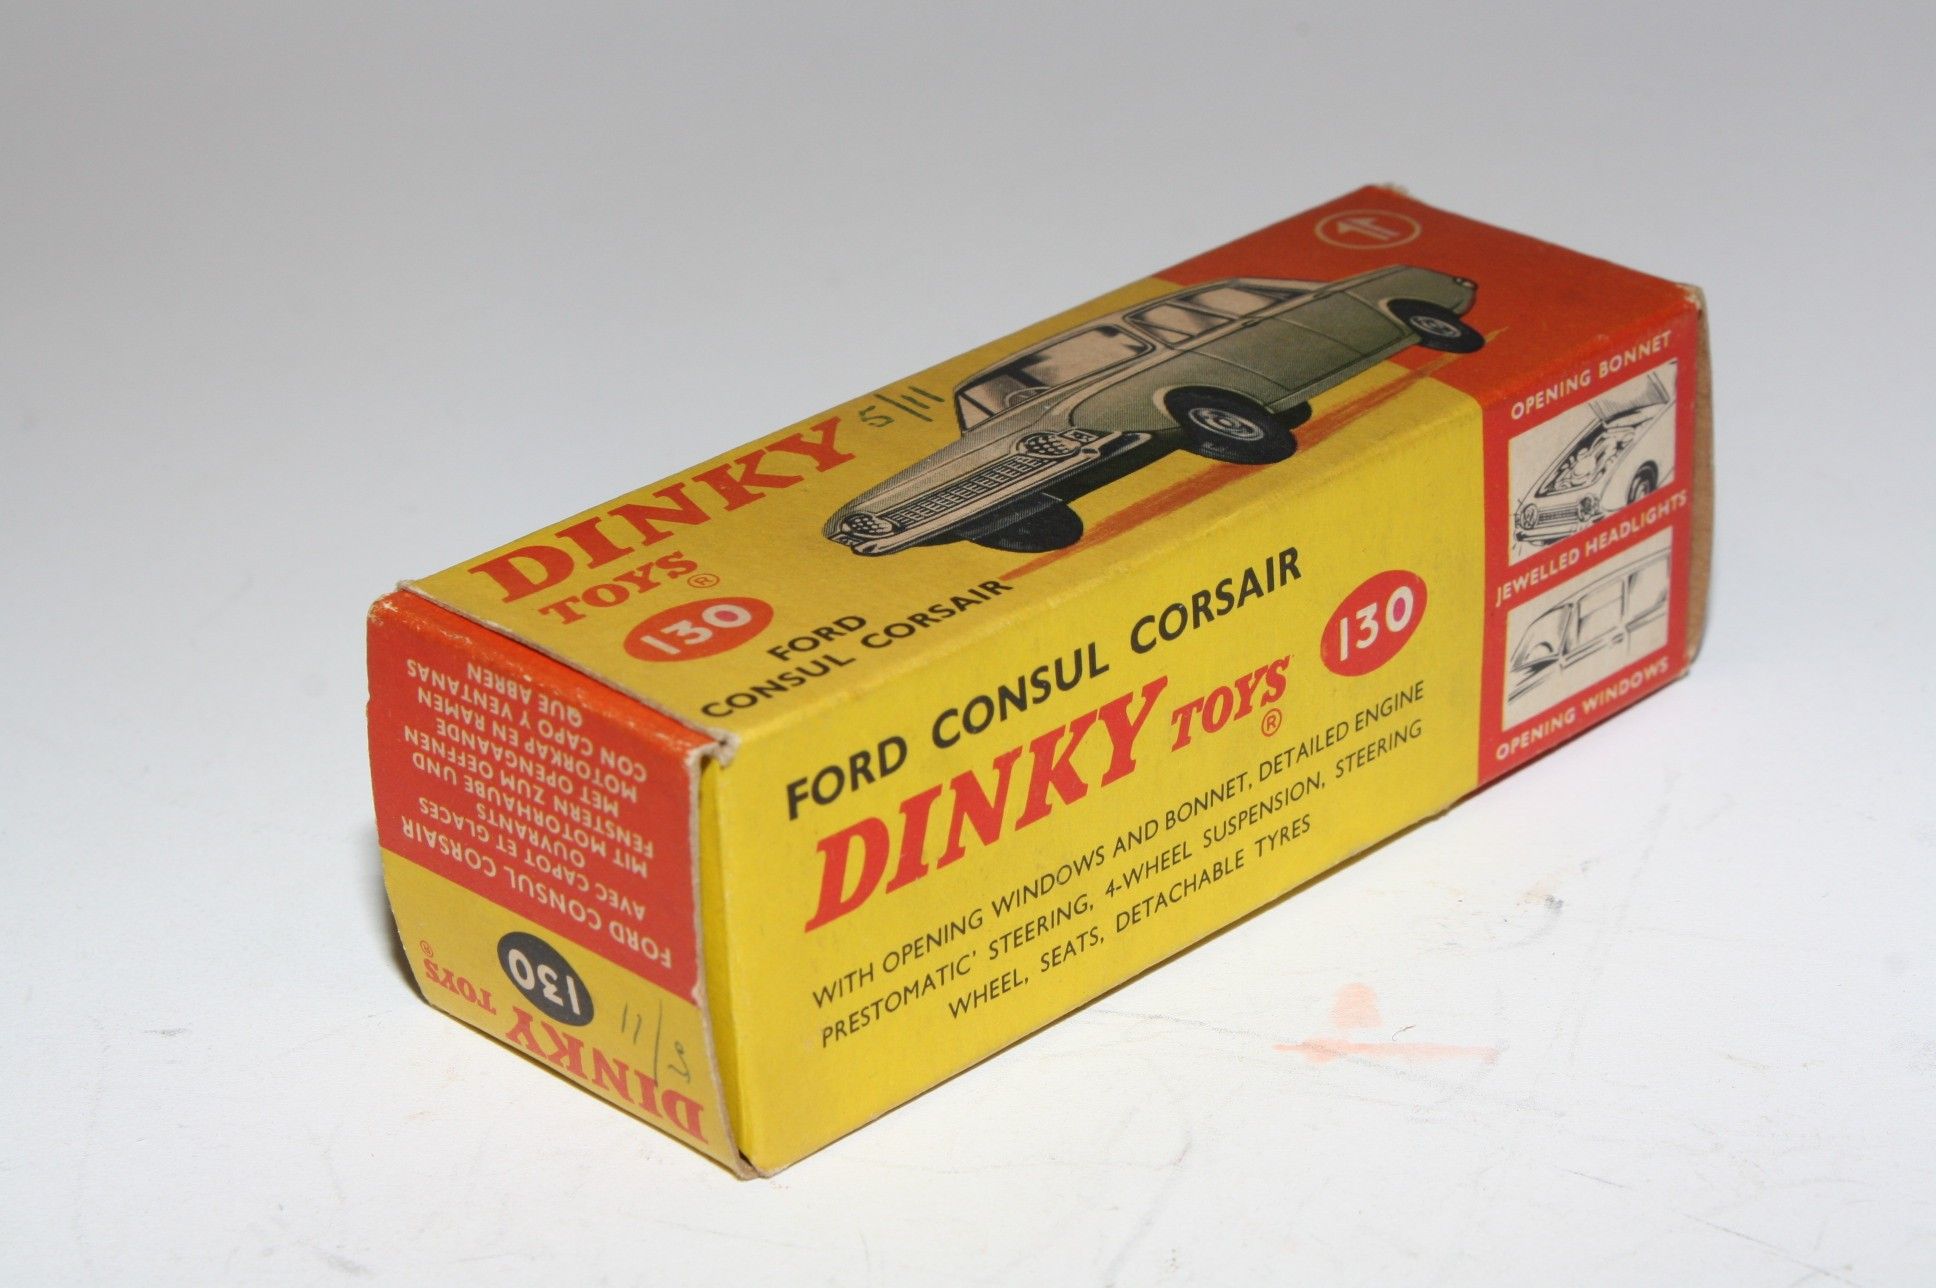 DINKY
TOYS®
130
FORD
CONSUL CORSAIR
5/11
FORD CONSUL CORSAIR
DINKY TOYS®
130
WITH OPENING WINDOWS AND BONNET, DETAILED ENGINE
PRESTOMATIC' STEERING, 4-WHEEL SUSPENSION, STEERING
WHEEL, SEATS, DETACHABLE TYRES
OPENING BONNET
JEWELLED HEADLIGHTS
OPENING WINDOWS
DINKY TOYS®
130
11/5
FORD CONSUL CORSAIR
AVEC CAPOT ET GLACES
OUVRANTS
MIT MOTORHAUBE UND
FENSTERN ZUM OEFFNEN
MET OPENGAANDE
MOTORKAP EN RAMEN
CON CAPO Y VENTANAS
QUE ABREN